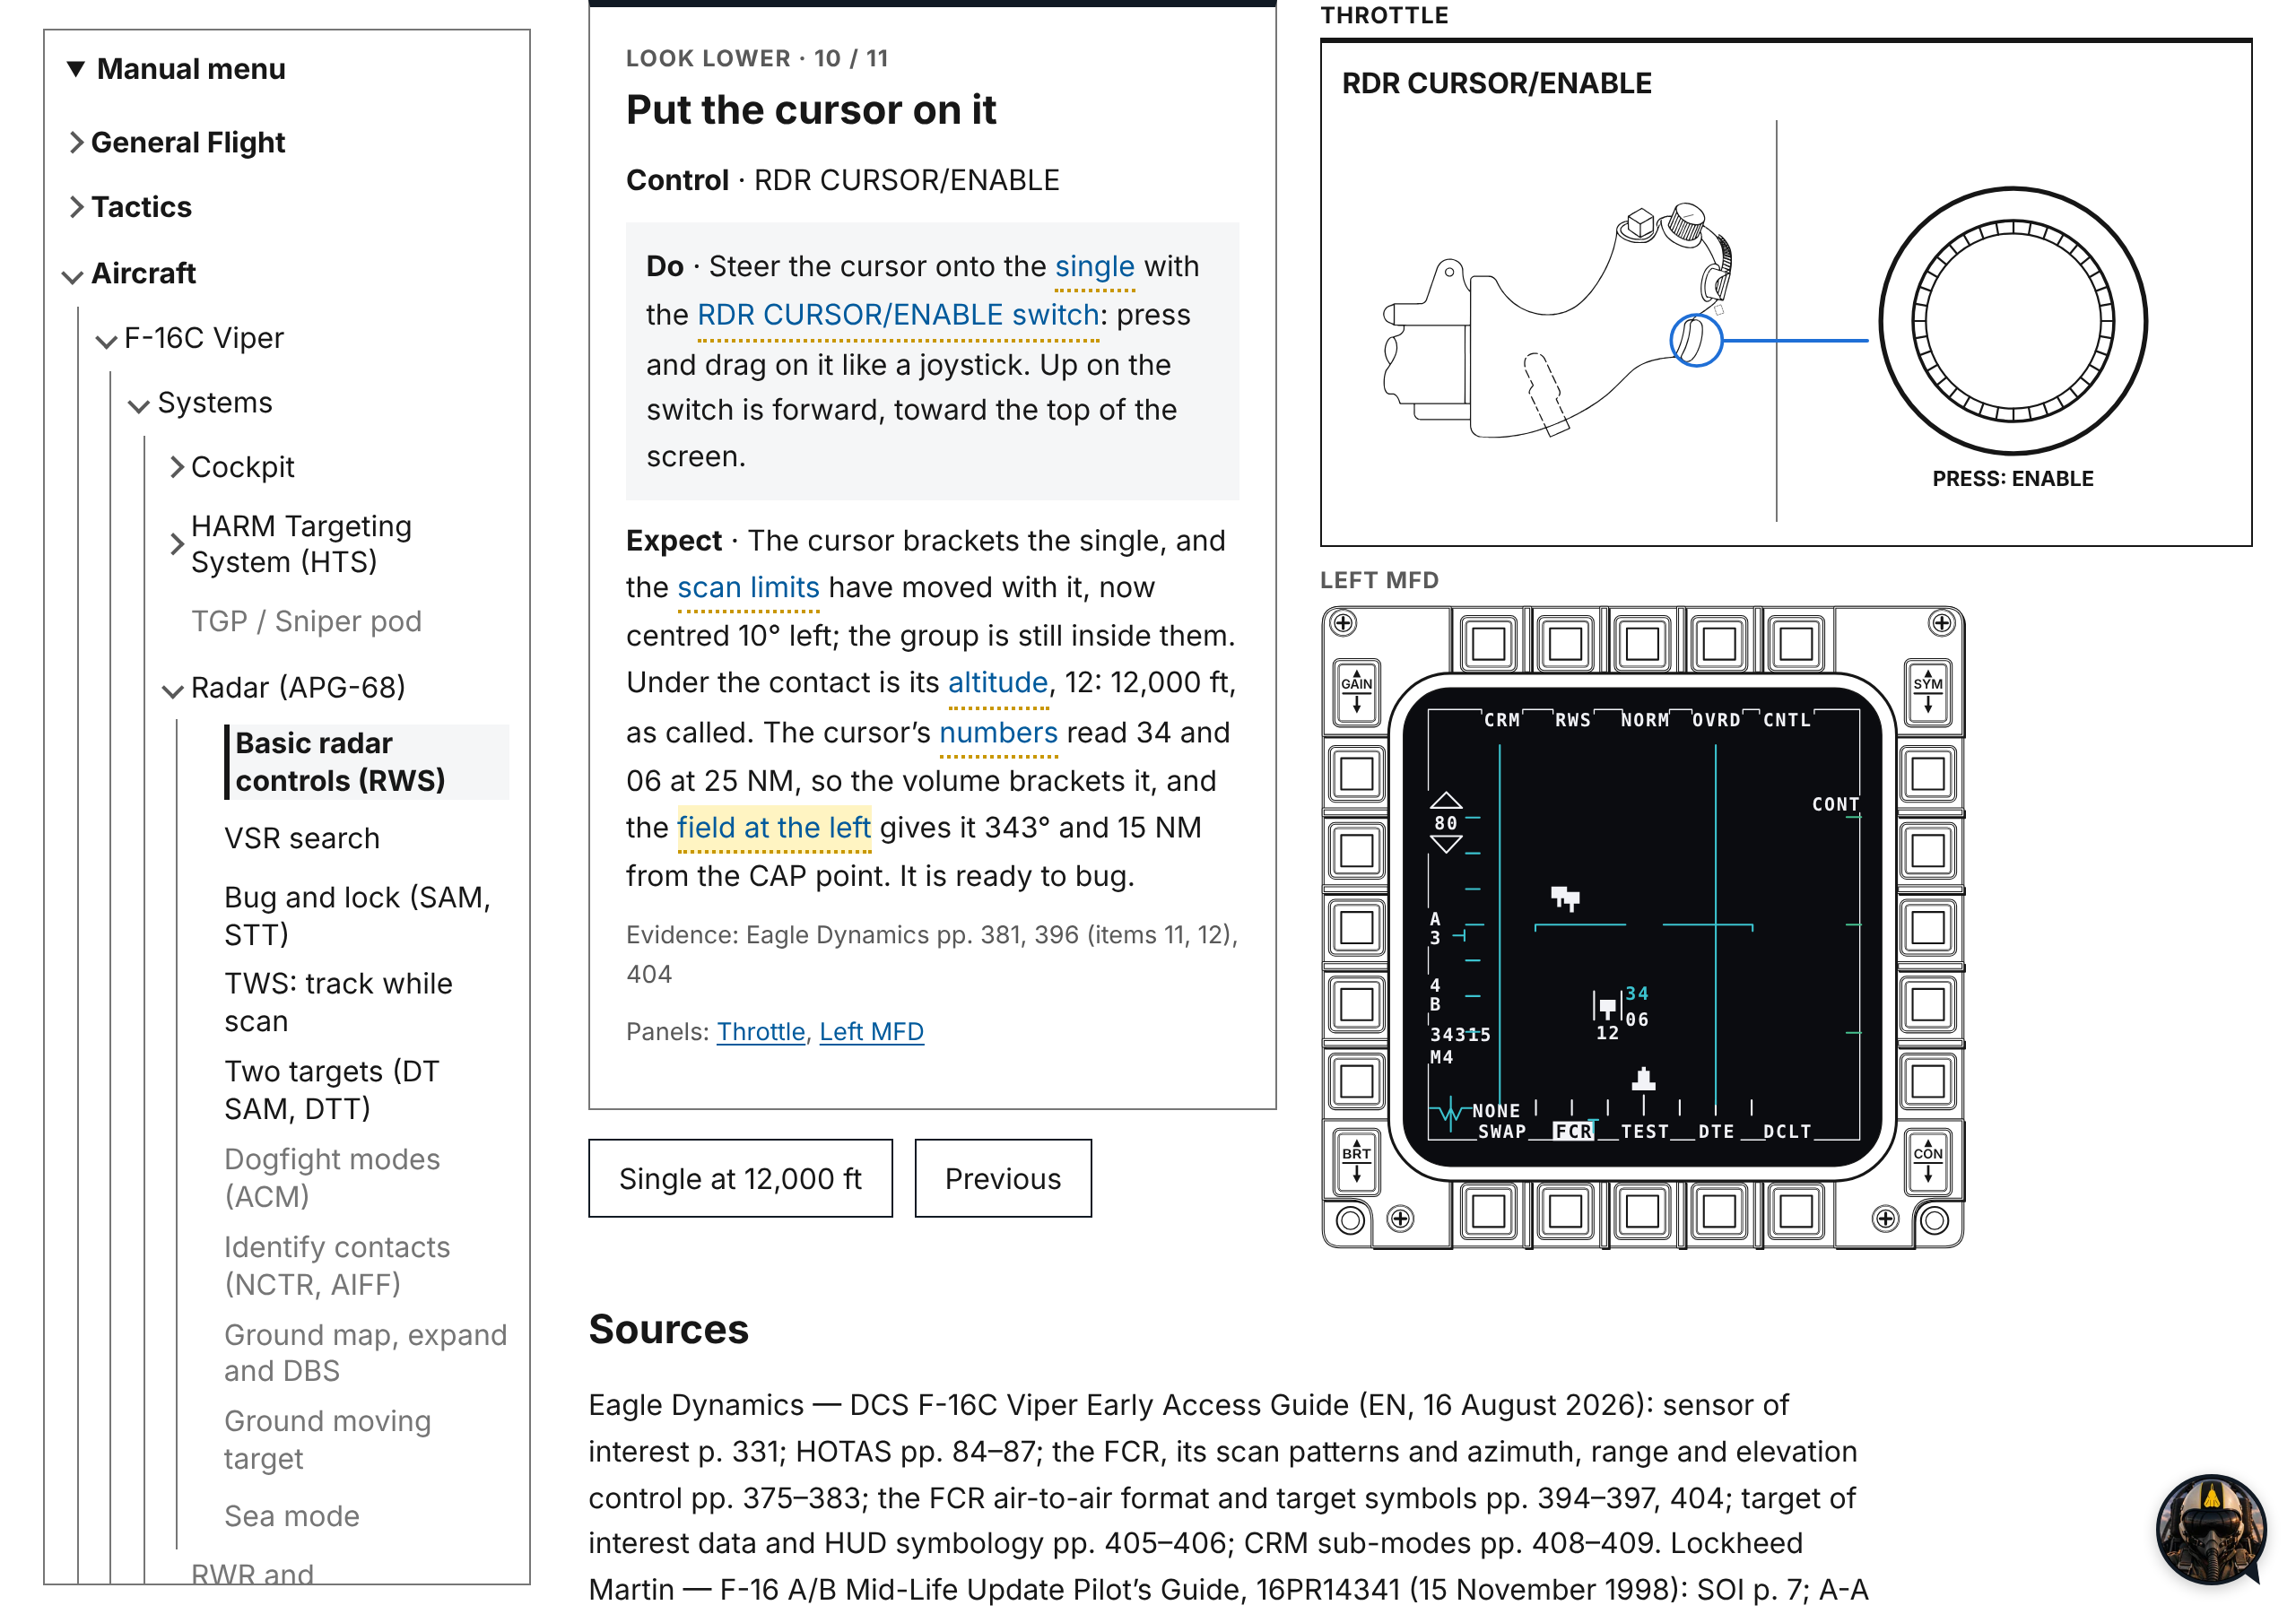 Manual menu
General Flight
Tactics
Aircraft
F-16C Viper
Systems
Cockpit
HARM Targeting
System (HTS)
TGP / Sniper pod
Radar (APG-68)
Basic radar
controls (RWS)
VSR search
Bug and lock (SAM,
STT)
TWS: track while
scan
Two targets (DT
SAM, DTT)
Dogfight modes
(ACM)
Identify contacts
(NCTR, AIFF)
Ground map, expand
and DBS
Ground moving
target
Sea mode
RWR and
LOOK LOWER · 10 / 11
Put the cursor on it
Control · RDR CURSOR/ENABLE
Do · Steer the cursor onto the single with
the RDR CURSOR/ENABLE switch: press
and drag on it like a joystick. Up on the
switch is forward, toward the top of the
screen.
Expect · The cursor brackets the single, and
the scan limits have moved with it, now
centred 10° left; the group is still inside them.
Under the contact is its altitude, 12: 12,000 ft,
as called. The cursor’s numbers read 34 and
06 at 25 NM, so the volume brackets it, and
the field at the left gives it 343° and 15 NM
from the CAP point. It is ready to bug.
Evidence: Eagle Dynamics pp. 381, 396 (items 11, 12),
404
Panels: Throttle, Left MFD
Single at 12,000 ft
Previous
THROTTLE
RDR CURSOR/ENABLE
PRESS: ENABLE
LEFT MFD
GAIN
SYM
CRM RWS NORM OVRD CNTL
CONT
80
A
3
4
B
34
06
12
34315
M4
NONE
SWAP FCR TEST DTE DCLT
BRT
CON
Sources
Eagle Dynamics — DCS F-16C Viper Early Access Guide (EN, 16 August 2026): sensor of
interest p. 331; HOTAS pp. 84–87; the FCR, its scan patterns and azimuth, range and elevation
control pp. 375–383; the FCR air-to-air format and target symbols pp. 394–397, 404; target of
interest data and HUD symbology pp. 405–406; CRM sub-modes pp. 408–409. Lockheed
Martin — F-16 A/B Mid-Life Update Pilot’s Guide, 16PR14341 (15 November 1998): SOI p. 7; A-A